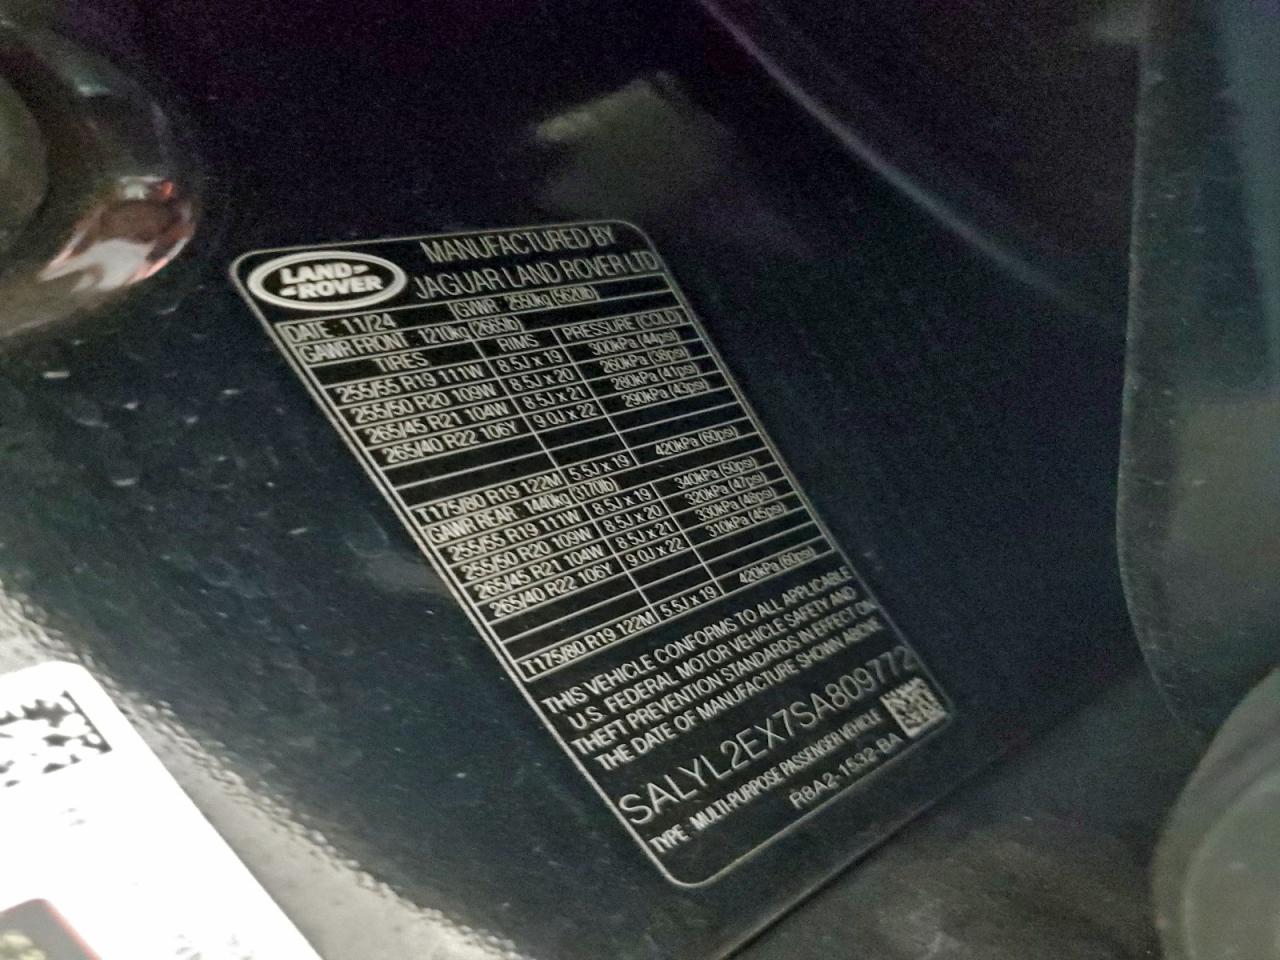 LAND ROVER
MANUFACTURED BY
JAGUAR LAND ROVER LTD
DATE : 11/24 GVWR : 2550kg (5620lb)
GAWR FRONT : 1210kg (2665lb)
TIRES RIMS PRESSURE (COLD)
255/55 R19 111W 8.5J x 19 300kPa (44psi)
255/50 R20 109W 8.5J x 20 260kPa (38psi)
265/45 R21 104W 8.5J x 21 280kPa (41psi)
265/40 R22 106Y 9.0J x 22 290kPa (43psi)
T175/80 R19 122M 5.5J x 19 420kPa (60psi)
GAWR REAR : 1440kg (3170lb)
255/55 R19 111W 8.5J x 19 340kPa (50psi)
255/50 R20 109W 8.5J x 20 320kPa (47psi)
265/45 R21 104W 8.5J x 21 330kPa (48psi)
265/40 R22 106Y 9.0J x 22 310kPa (45psi)
T175/80 R19 122M 5.5J x 19 420kPa (60psi)
THIS VEHICLE CONFORMS TO ALL APPLICABLE
U.S. FEDERAL MOTOR VEHICLE SAFETY AND
THEFT PREVENTION STANDARDS IN EFFECT ON
THE DATE OF MANUFACTURE SHOWN ABOVE
SALYL2EX7SA809772
TYPE : MULTI-PURPOSE PASSENGER VEHICLE
R8A2-1532-BA